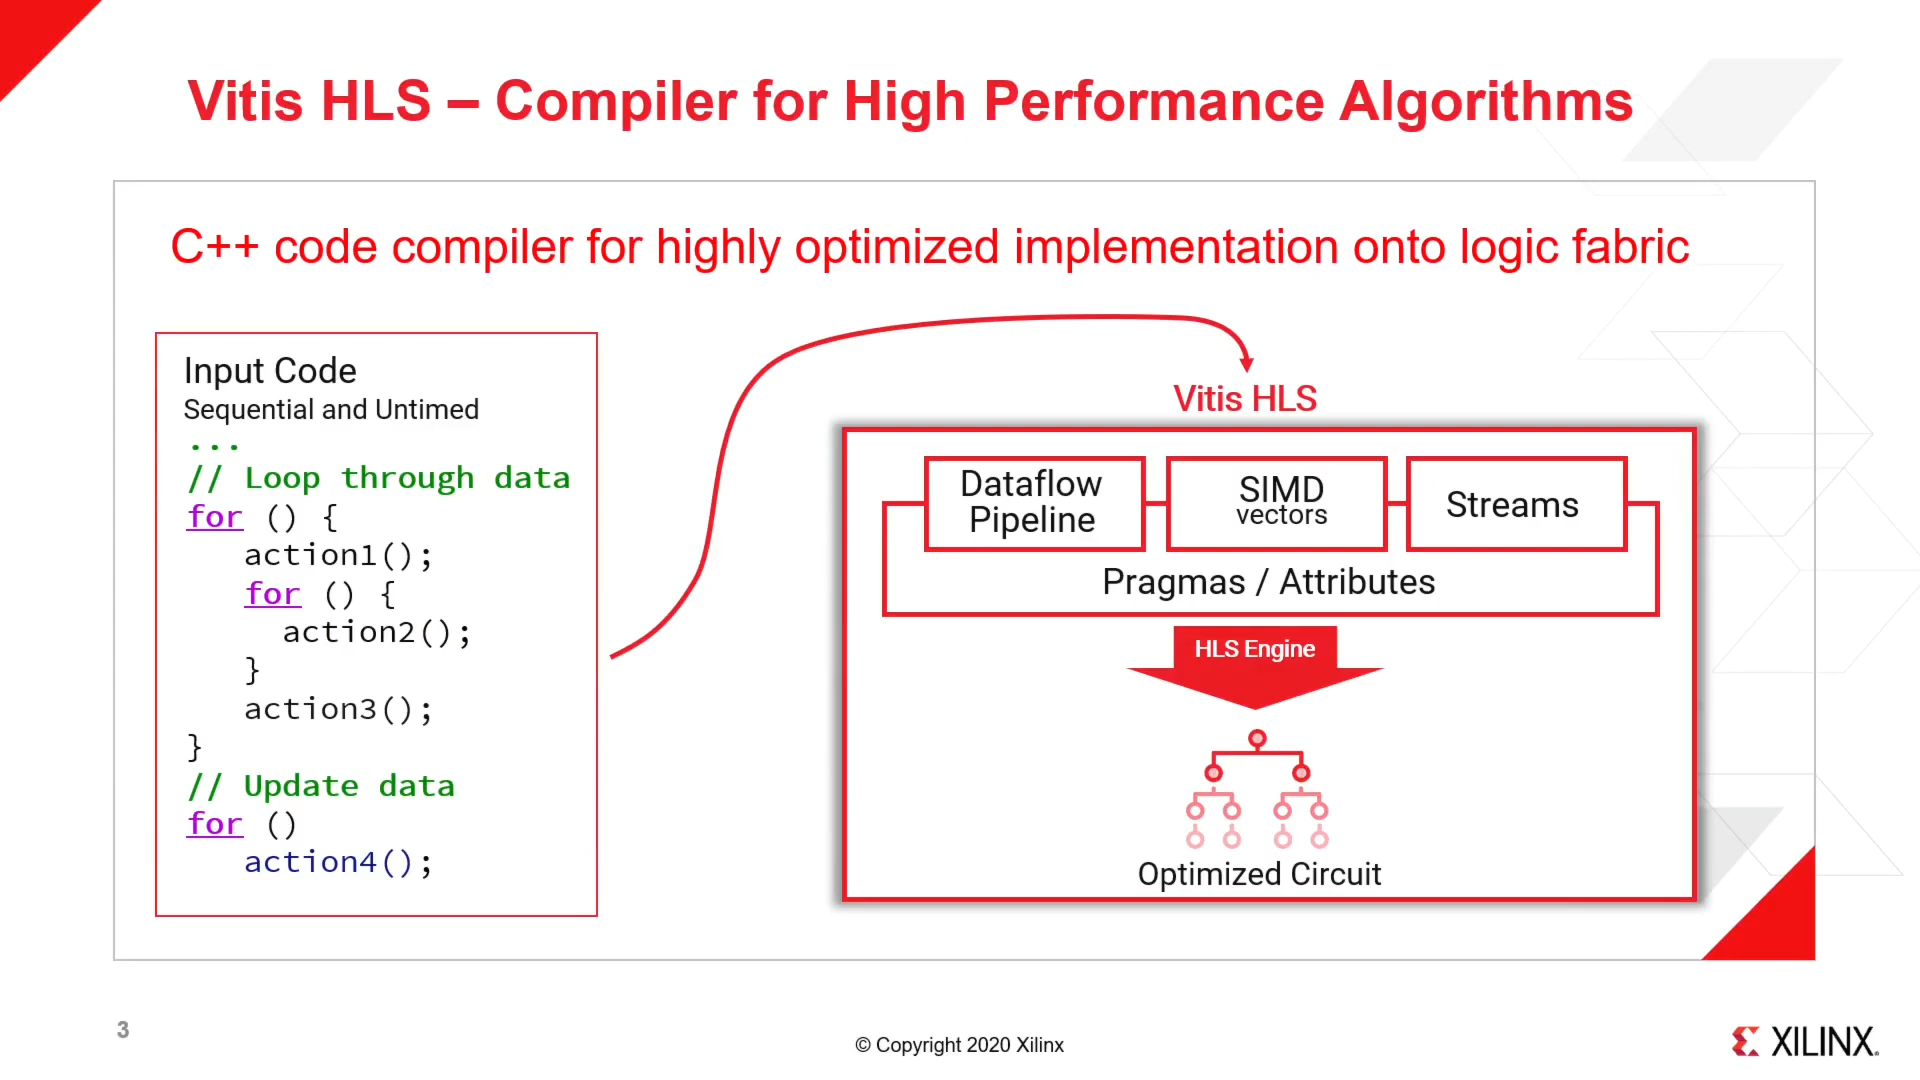 Vitis HLS – Compiler for High Performance Algorithms
C++ code compiler for highly optimized implementation onto logic fabric
Input Code
Sequential and Untimed
...
// Loop through data
for () {
action1();
for () {
action2();
}
action3();
}
// Update data
for ()
action4();
Vitis HLS
Dataflow
Pipeline
SIMD
vectors
Streams
Pragmas / Attributes
HLS Engine
Optimized Circuit
3
© Copyright 2020 Xilinx
XILINX.